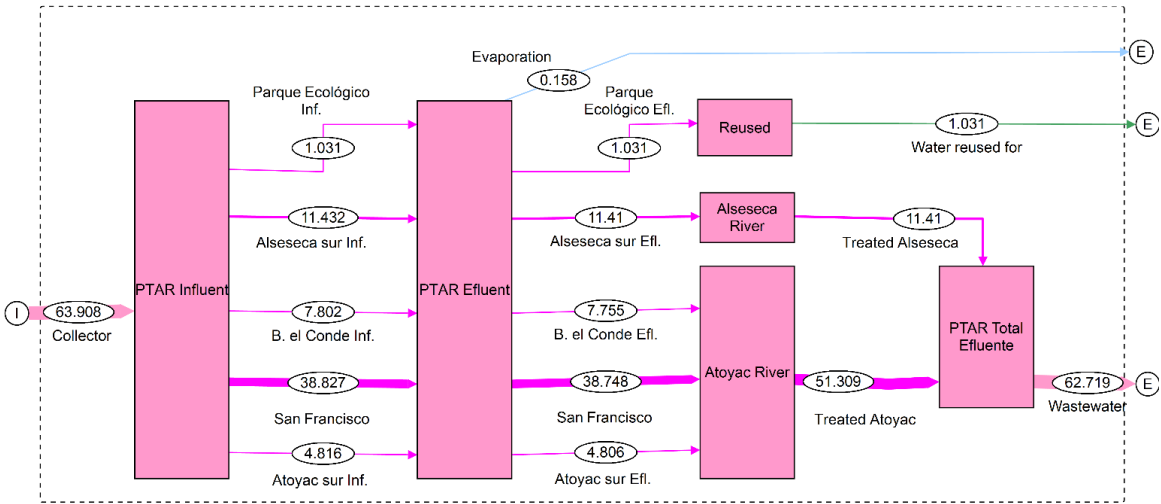 Evaporation
E
0.158
Parque Ecológico
Inf.
Parque
Ecológico Efl.
1.031
1.031
Reused
1.031
E
Water reused for
11.432
Alseseca sur Inf.
11.41
Alseseca sur Efl.
Alseseca
River
11.41
Treated Alseseca
I
63.908
Collector
PTAR Influent
7.802
B. el Conde Inf.
PTAR Efluent
7.755
B. el Conde Efl.
PTAR Total
Efluente
38.827
San Francisco
38.748
San Francisco
Atoyac River
51.309
Treated Atoyac
62.719
Wastewater
E
4.816
Atoyac sur Inf.
4.806
Atoyac sur Efl.